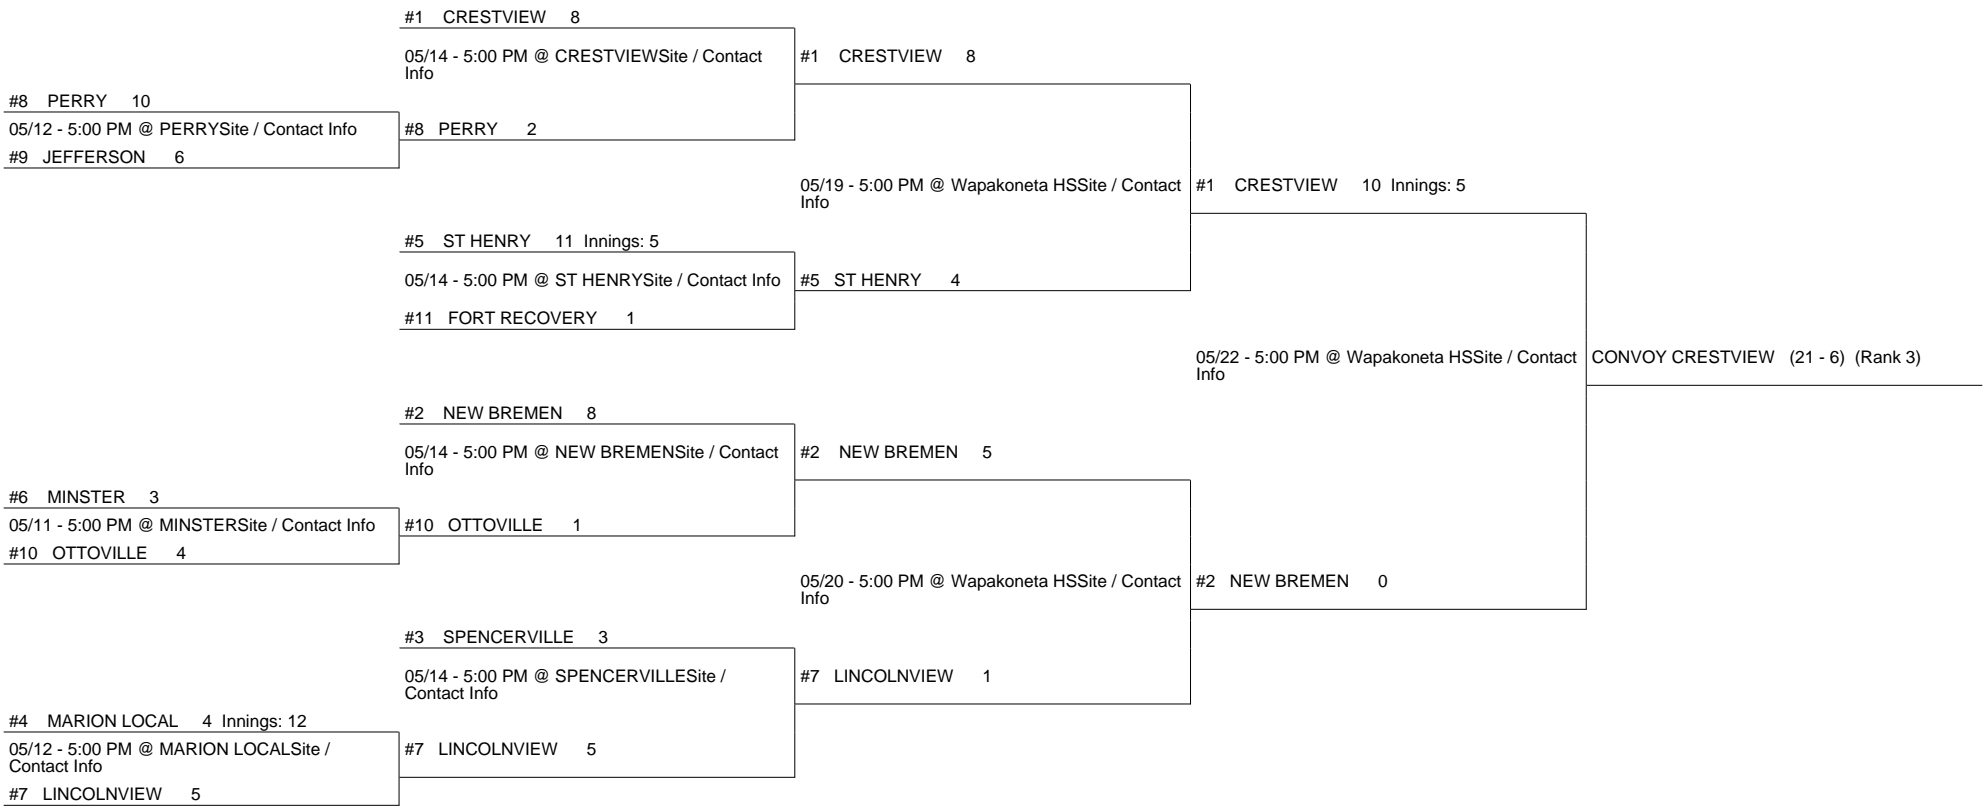 #1 CRESTVIEW 8
05/14 - 5:00 PM @ CRESTVIEWSite / Contact
Info
#1 CRESTVIEW 8
#8 PERRY 10
05/12 - 5:00 PM @ PERRYSite / Contact Info
#8 PERRY 2
#9 JEFFERSON 6
05/19 - 5:00 PM @ Wapakoneta HSSite / Contact
Info
#1 CRESTVIEW 10 Innings: 5
#5 ST HENRY 11 Innings: 5
05/14 - 5:00 PM @ ST HENRYSite / Contact Info
#5 ST HENRY 4
#11 FORT RECOVERY 1
05/22 - 5:00 PM @ Wapakoneta HSSite / Contact
Info
CONVOY CRESTVIEW (21 - 6) (Rank 3)
#2 NEW BREMEN 8
05/14 - 5:00 PM @ NEW BREMENSite / Contact
Info
#2 NEW BREMEN 5
#6 MINSTER 3
05/11 - 5:00 PM @ MINSTERSite / Contact Info
#10 OTTOVILLE 1
#10 OTTOVILLE 4
05/20 - 5:00 PM @ Wapakoneta HSSite / Contact
Info
#2 NEW BREMEN 0
#3 SPENCERVILLE 3
05/14 - 5:00 PM @ SPENCERVILLESite /
Contact Info
#7 LINCOLNVIEW 1
#4 MARION LOCAL 4 Innings: 12
05/12 - 5:00 PM @ MARION LOCALSite /
Contact Info
#7 LINCOLNVIEW 5
#7 LINCOLNVIEW 5